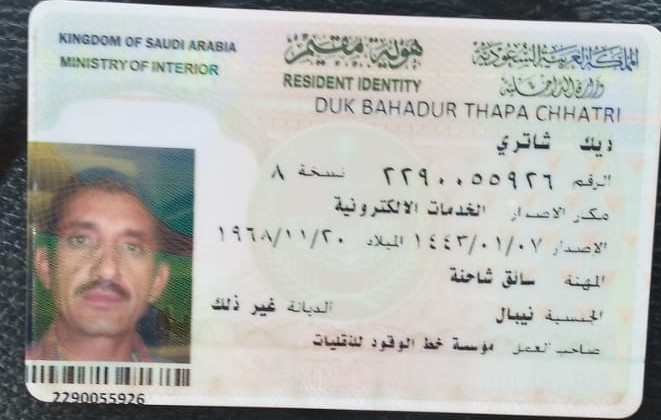 KINGDOM OF SAUDI ARABIA
MINISTRY OF INTERIOR
هوية مقيم
RESIDENT IDENTITY
المملكة العربية السعودية
وزارة الداخلية
DUK BAHADUR THAPA CHHATRI
ديك شاتري
الرقم ٢٢٩٠٠٥٥٩٢٦ نسخة ٨
مكان الاصدار الخدمات الالكترونية
الاصدار ١٤٤٣/٠١/٠٧ الميلاد ١٩٦٨/١١/٢٠
المهنة سائق شاحنة
الجنسية نيبال الديانة غير ذلك
صاحب العمل مؤسسة خط الوقود للنقليات
2290055926